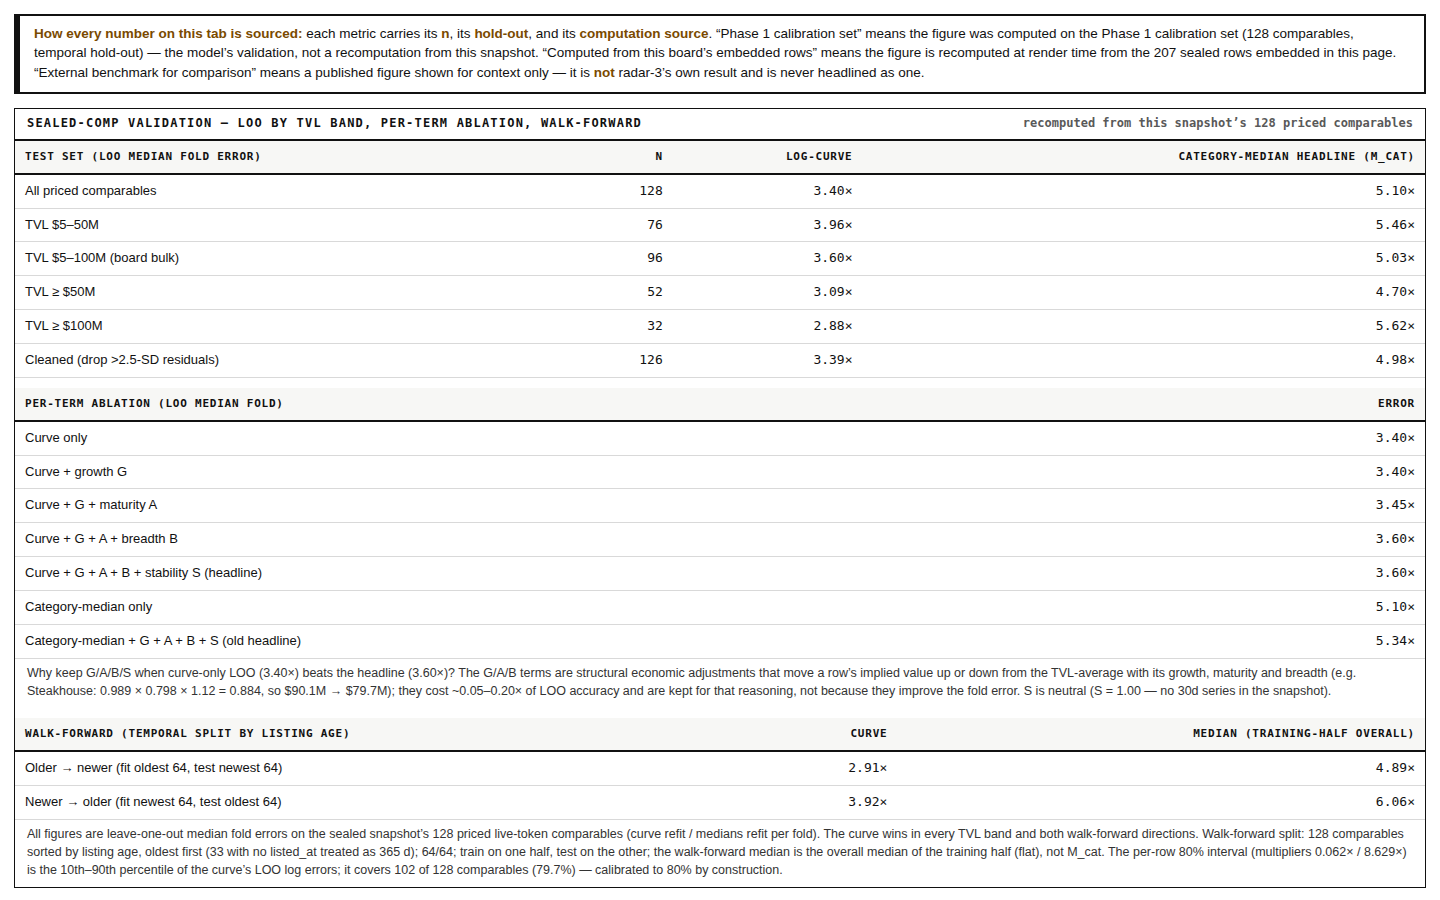 How every number on this tab is sourced: each metric carries its n, its hold-out, and its computation source. “Phase 1 calibration set” means the figure was computed on the Phase 1 calibration set (128 comparables,
temporal hold-out) — the model’s validation, not a recomputation from this snapshot. “Computed from this board’s embedded rows” means the figure is recomputed at render time from the 207 sealed rows embedded in this page.
“External benchmark for comparison” means a published figure shown for context only — it is not radar-3’s own result and is never headlined as one.
SEALED-COMP VALIDATION — LOO BY TVL BAND, PER-TERM ABLATION, WALK-FORWARD recomputed from this snapshot’s 128 priced comparables
TEST SET (LOO MEDIAN FOLD ERROR) N LOG-CURVE CATEGORY-MEDIAN HEADLINE (M_CAT)
All priced comparables 128 3.40× 5.10×
TVL $5–50M 76 3.96× 5.46×
TVL $5–100M (board bulk) 96 3.60× 5.03×
TVL ≥ $50M 52 3.09× 4.70×
TVL ≥ $100M 32 2.88× 5.62×
Cleaned (drop >2.5-SD residuals) 126 3.39× 4.98×
PER-TERM ABLATION (LOO MEDIAN FOLD) ERROR
Curve only 3.40×
Curve + growth G 3.40×
Curve + G + maturity A 3.45×
Curve + G + A + breadth B 3.60×
Curve + G + A + B + stability S (headline) 3.60×
Category-median only 5.10×
Category-median + G + A + B + S (old headline) 5.34×
Why keep G/A/B/S when curve-only LOO (3.40×) beats the headline (3.60×)? The G/A/B terms are structural economic adjustments that move a row’s implied value up or down from the TVL-average with its growth, maturity and breadth (e.g.
Steakhouse: 0.989 × 0.798 × 1.12 = 0.884, so $90.1M → $79.7M); they cost ~0.05–0.20× of LOO accuracy and are kept for that reasoning, not because they improve the fold error. S is neutral (S = 1.00 — no 30d series in the snapshot).
WALK-FORWARD (TEMPORAL SPLIT BY LISTING AGE) CURVE MEDIAN (TRAINING-HALF OVERALL)
Older → newer (fit oldest 64, test newest 64) 2.91× 4.89×
Newer → older (fit newest 64, test oldest 64) 3.92× 6.06×
All figures are leave-one-out median fold errors on the sealed snapshot’s 128 priced live-token comparables (curve refit / medians refit per fold). The curve wins in every TVL band and both walk-forward directions. Walk-forward split: 128 comparables
sorted by listing age, oldest first (33 with no listed_at treated as 365 d); 64/64; train on one half, test on the other; the walk-forward median is the overall median of the training half (flat), not M_cat. The per-row 80% interval (multipliers 0.062× / 8.629×)
is the 10th–90th percentile of the curve’s LOO log errors; it covers 102 of 128 comparables (79.7%) — calibrated to 80% by construction.